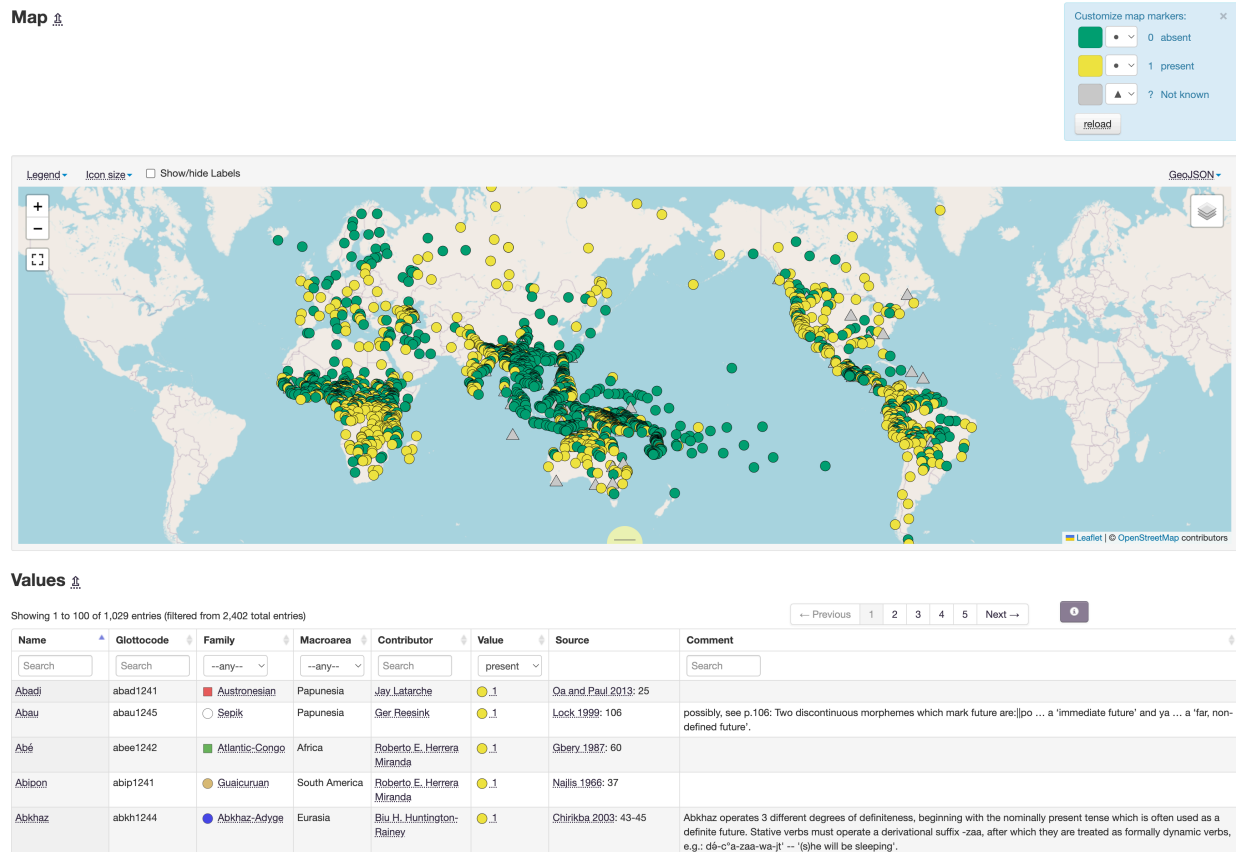 Map ⇫
Customize map markers: ×
0 absent
1 present
? Not known
reload
Legend Icon size Show/hide Labels GeoJSON
+
−
Leaflet | © OpenStreetMap contributors
Values ⇫
Showing 1 to 100 of 1,029 entries (filtered from 2,402 total entries) ← Previous 1 2 3 4 5 Next →
Name Glottocode Family Macroarea Contributor Value Source Comment
Search Search --any-- --any-- Search present Search
Abadi abad1241 Austronesian Papunesia Jay Latarche 1 Oa and Paul 2013: 25
Abau abau1245 Sepik Papunesia Ger Reesink 1 Lock 1999: 106 possibly, see p.106: Two discontinuous morphemes which mark future are:||po … a ‘immediate future’ and ya … a ‘far, non-
defined future’.
Abé abee1242 Atlantic-Congo Africa Roberto E. Herrera 1 Gbery 1987: 60
Miranda
Abipon abip1241 Guaicuruan South America Roberto E. Herrera 1 Najlis 1966: 37
Miranda
Abkhaz abkh1244 Abkhaz-Adyge Eurasia Biu H. Huntington- 1 Chirikba 2003: 43-45 Abkhaz operates 3 different degrees of definiteness, beginning with the nominally present tense which is often used as a
Rainey definite future. Stative verbs must operate a derivational suffix -zaa, after which they are treated as formally dynamic verbs,
e.g.: dé-c°a-zaa-wa-jt' -- '(s)he will be sleeping'.